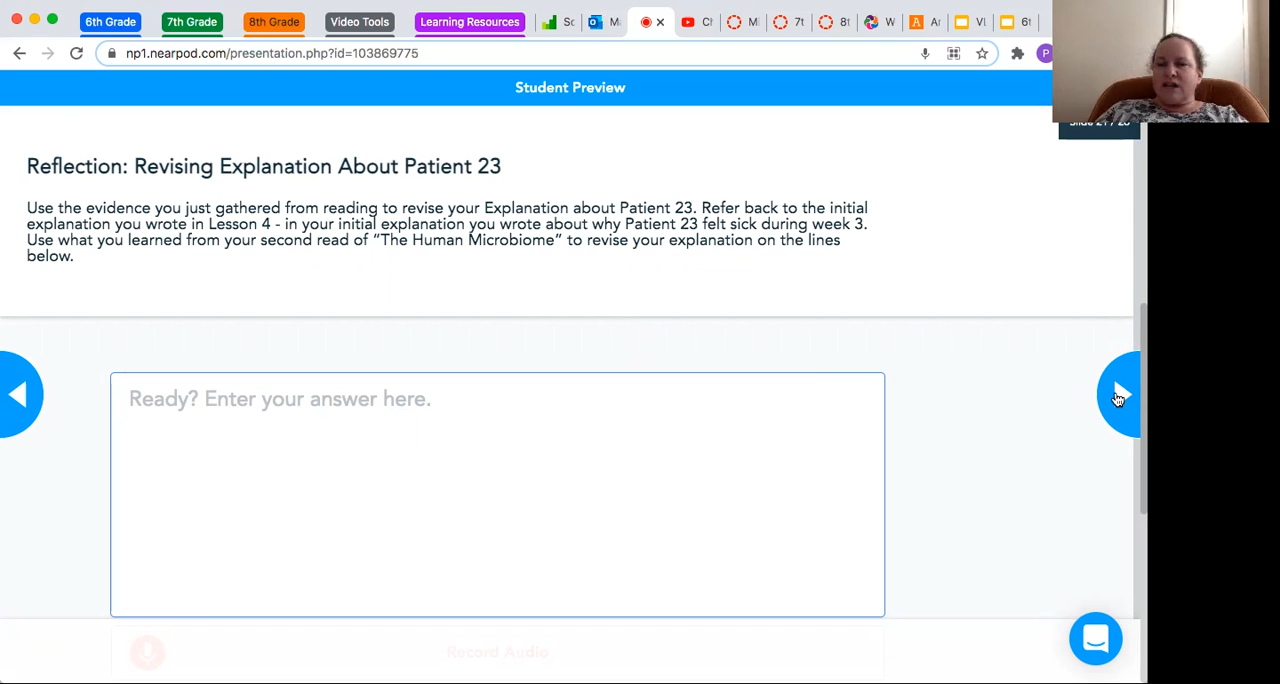 6th Grade
7th Grade
8th Grade
Video Tools
Learning Resources
np1.nearpod.com/presentation.php?id=103869775
P
Student Preview
Reflection: Revising Explanation About Patient 23
Use the evidence you just gathered from reading to revise your Explanation about Patient 23. Refer back to the initial
explanation you wrote in Lesson 4 - in your initial explanation you wrote about why Patient 23 felt sick during week 3.
Use what you learned from your second read of “The Human Microbiome” to revise your explanation on the lines
below.
Ready? Enter your answer here.
Record Audio